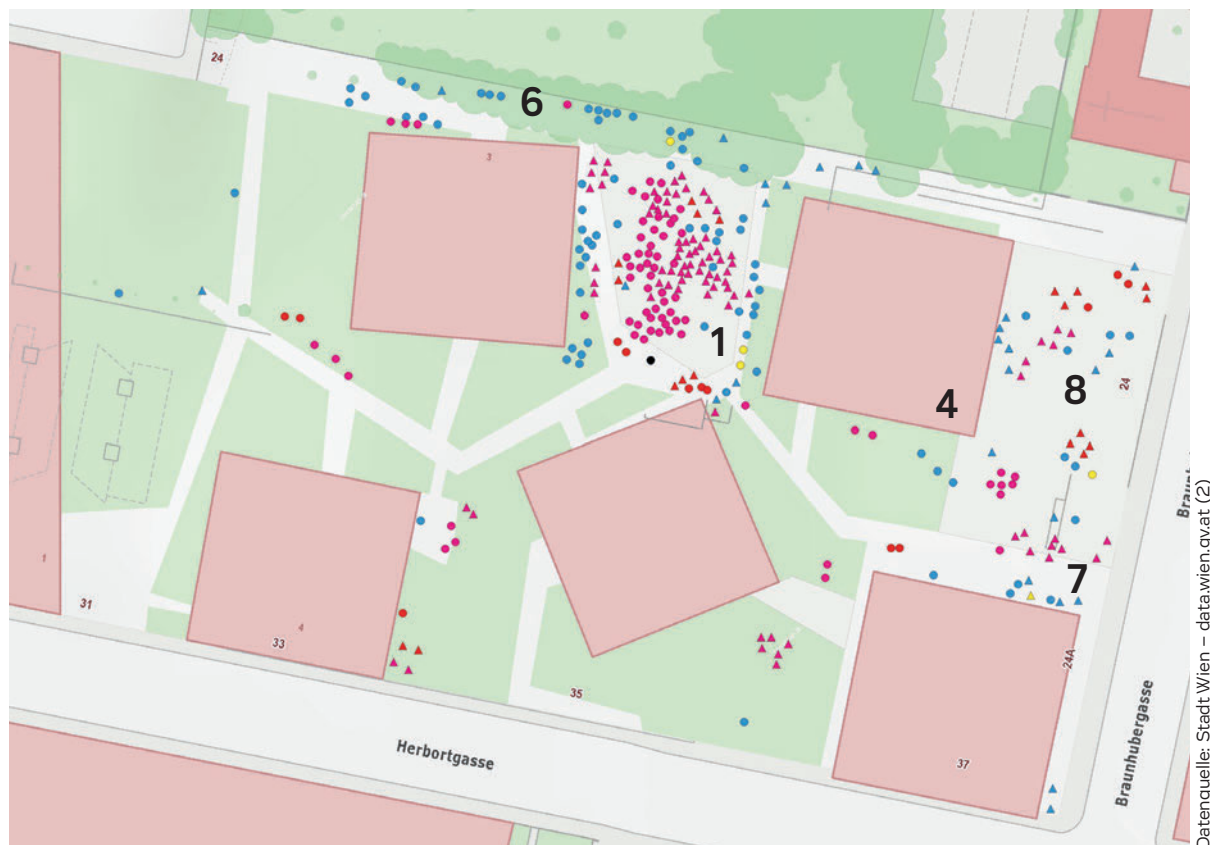 24
6
3
1
4
8
24
Braunh
1
7
31
4
33
24A
35
37
Herbortgasse
Braunhubergasse
Datenquelle: Stadt Wien – data.wien.gv.at (2)